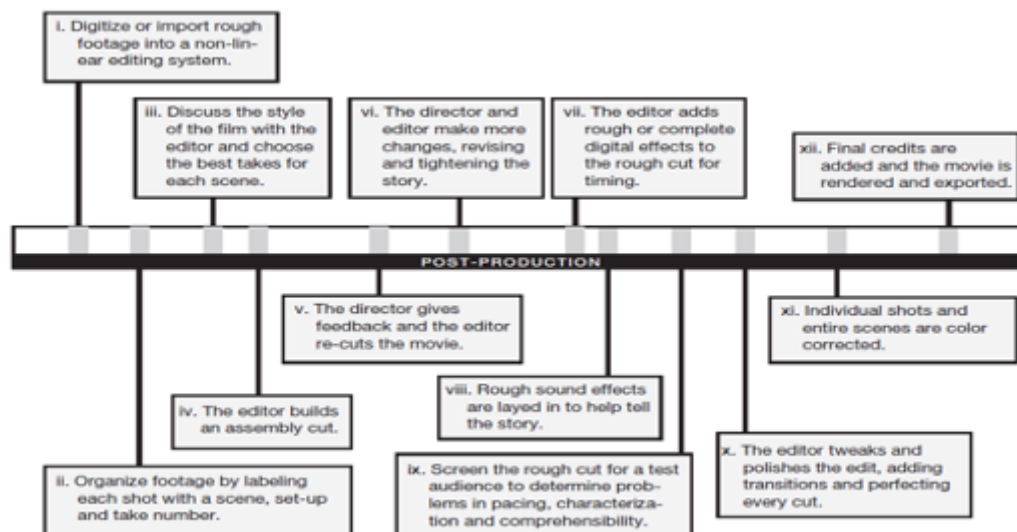 i. Digitize or import rough
footage into a non-lin-
ear editing system.
iii. Discuss the style
of the film with the
editor and choose
the best takes for
each scene.
vi. The director and
editor make more
changes, revising
and tightening the
story.
vii. The editor adds
rough or complete
digital effects to
the rough cut for
timing.
xii. Final credits are
added and the movie is
rendered and exported.
POST-PRODUCTION
v. The director gives
feedback and the editor
re-cuts the movie.
xi. Individual shots and
entire scenes are color
corrected.
iv. The editor builds
an assembly cut.
viii. Rough sound effects
are layed in to help tell
the story.
ii. Organize footage by labeling
each shot with a scene, set-up
and take number.
ix. Screen the rough cut for a test
audience to determine prob-
lems in pacing, characteriza-
tion and comprehensibility.
x. The editor tweaks and
polishes the edit, adding
transitions and perfecting
every cut.